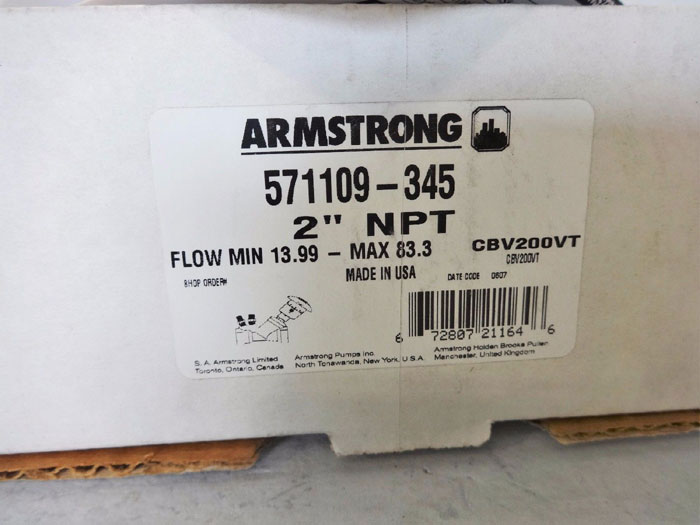 ARMSTRONG
571109-345
2" NPT
FLOW MIN 13.99 - MAX 83.3
CBV200VT
CBV200VT
MADE IN USA
DATE CODE 0607
SHOP ORDER#
6 72807 21164 6
S. A. Armstrong Limited
Toronto, Ontario, Canada
Armstrong Pumps Inc.
North Tonawanda, New York, U.S.A.
Armstrong Holden Brooke Pullen
Manchester, United Kingdom